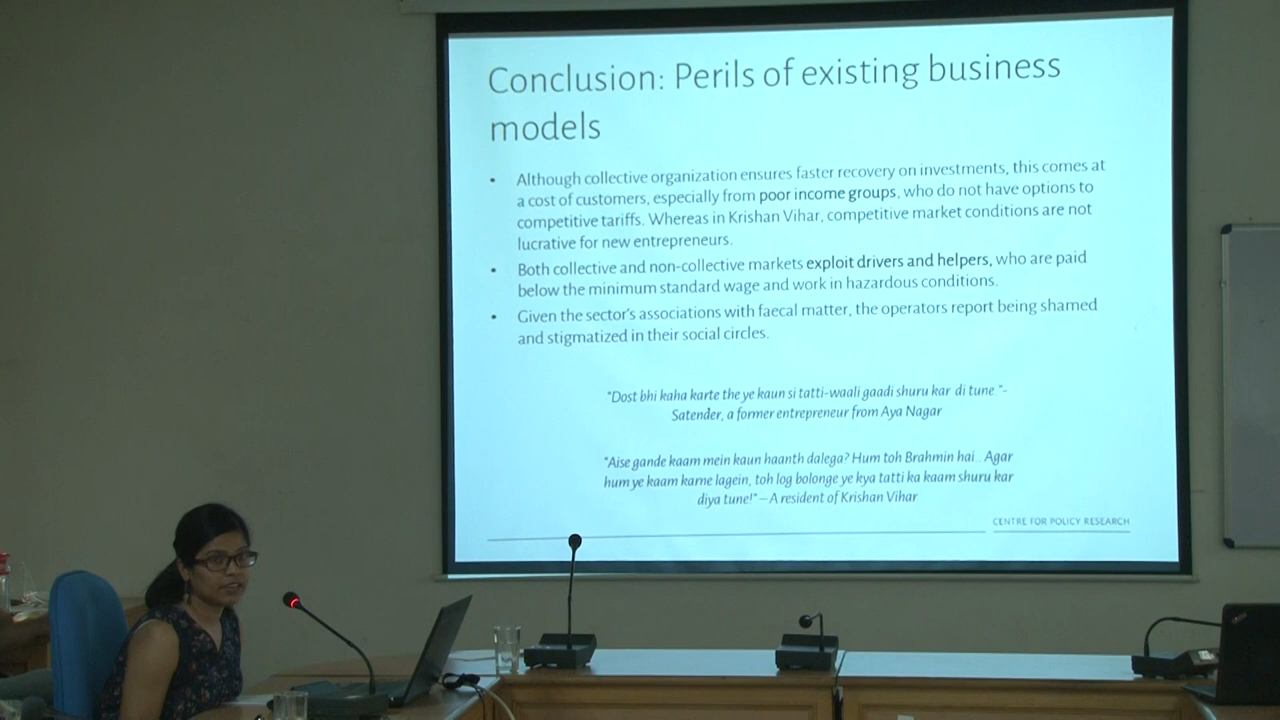 Conclusion: Perils of existing business
models
• Although collective organization ensures faster recovery on investments, this comes at
a cost of customers, especially from poor income groups, who do not have options to
competitive tariffs. Whereas in Krishan Vihar, competitive market conditions are not
lucrative for new entrepreneurs.
• Both collective and non-collective markets exploit drivers and helpers, who are paid
below the minimum standard wage and work in hazardous conditions.
• Given the sector's associations with faecal matter, the operators report being shamed
and stigmatized in their social circles.
"Dost bhi kaha karte the ye kaun si tatti-waali gaadi shuru kar di tune."-
Satender, a former entrepreneur from Aya Nagar
"Aise gande kaam mein kaun haanth dalega? Hum toh Brahmin hai.. Agar
hum ye kaam karne lagein, toh log bolonge ye kya tatti ka kaam shuru kar
diya tune!" – A resident of Krishan Vihar
CENTRE FOR POLICY RESEARCH